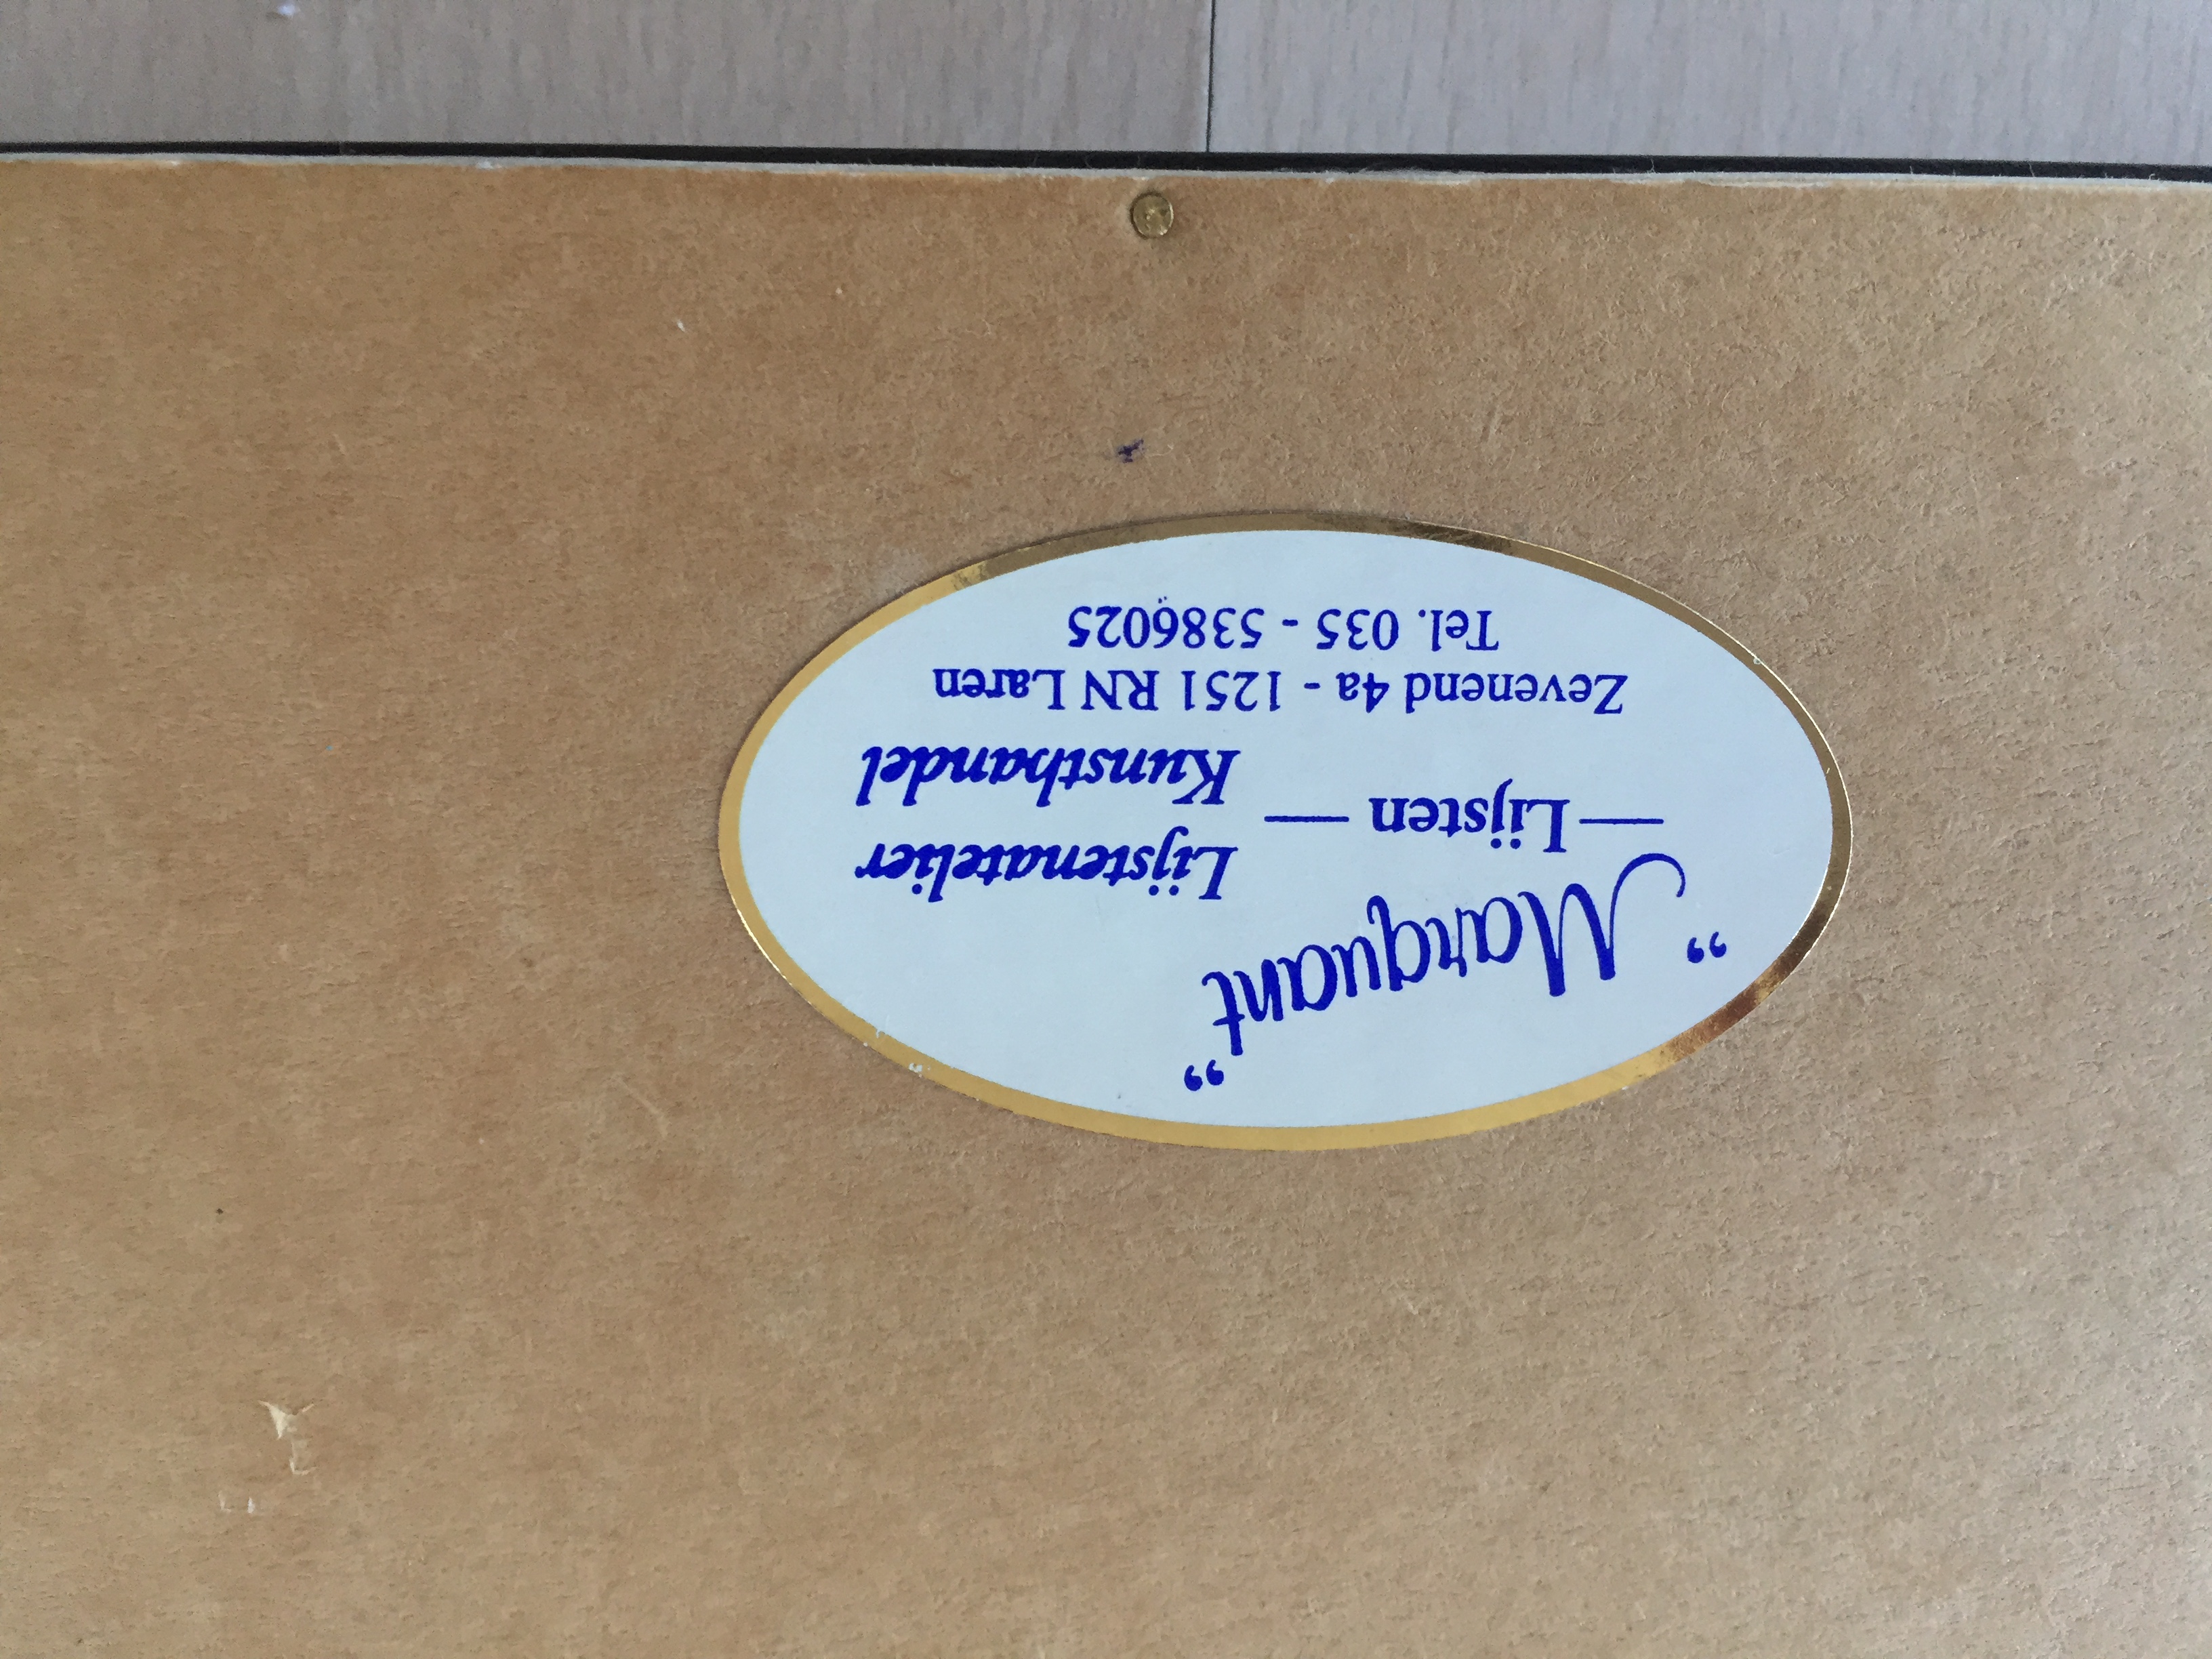 "Marquant"
— Lijsten —
Lijstenatelier
Kunsthandel
Zevenend 4a - 1251 RN Laren
Tel. 035 - 5386025